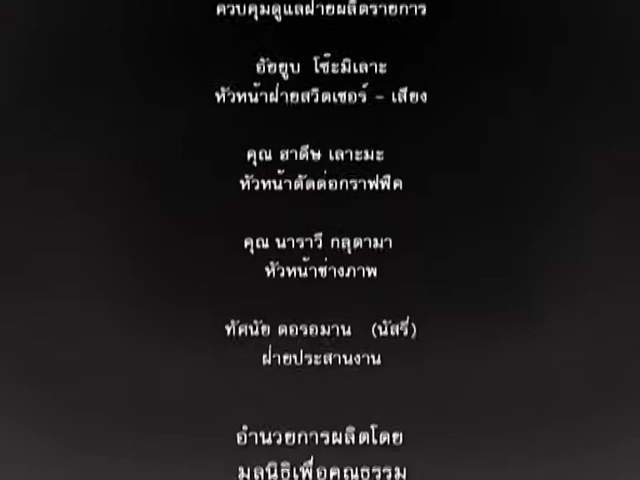 ควบคุมดูแลฝ่ายผลิตรายการ
อัยยูบ โซ๊ะมิเลาะ
หัวหน้าฝ่ายสวิตเชอร์ - เสียง
คุณ ฮาดีษ เลาะมะ
หัวหน้าตัดต่อกราฟฟิค
คุณ นาราวี กลุตามา
หัวหน้าช่างภาพ
ทัศนัย ดอรอมาน (นัสรี่)
ฝ่ายประสานงาน
อำนวยการผลิตโดย
มูลนิธิเพื่อคุณธรรม